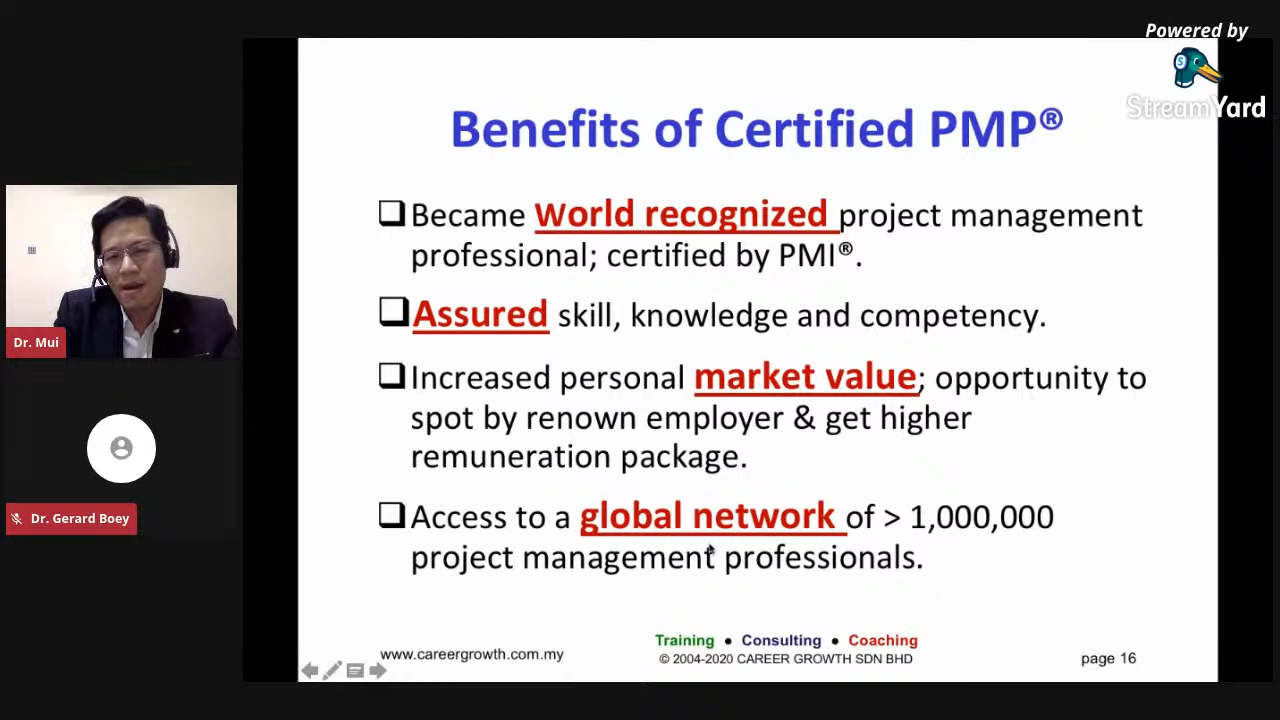 Powered by
StreamYard
Benefits of Certified PMP®
Became World recognized project management
professional; certified by PMI®.
Assured skill, knowledge and competency.
Increased personal market value; opportunity to
spot by renown employer & get higher
remuneration package.
Access to a global network of > 1,000,000
project management professionals.
Dr. Mui
Dr. Gerard Boey
www.careergrowth.com.my
Training ● Consulting ● Coaching
© 2004-2020 CAREER GROWTH SDN BHD
page 16